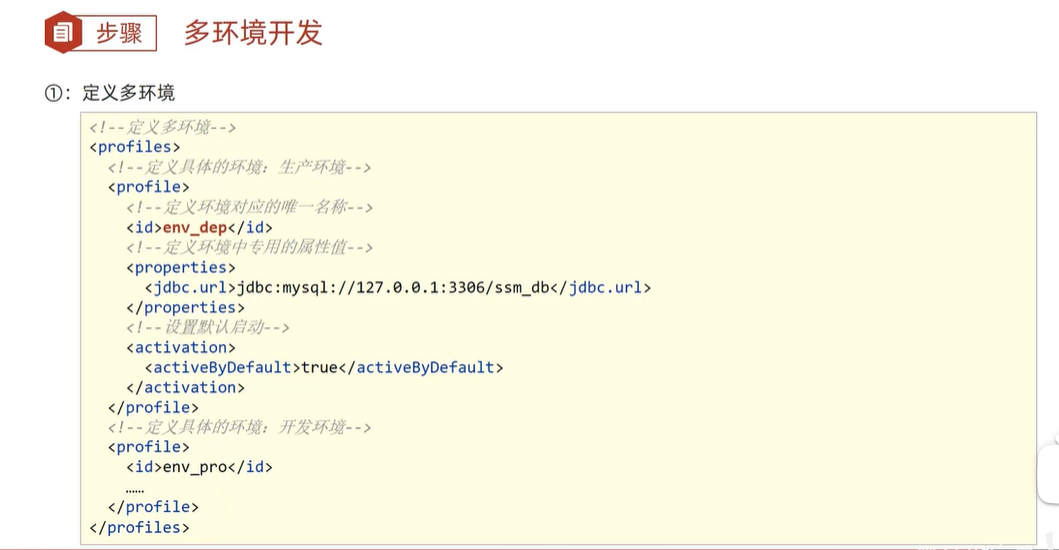 步骤 多环境开发
①：定义多环境
<!--定义多环境-->
<profiles>
<!--定义具体的环境：生产环境-->
<profile>
<!--定义环境对应的唯一名称-->
<id>env_dep</id>
<!--定义环境中专用的属性值-->
<properties>
<jdbc.url>jdbc:mysql://127.0.0.1:3306/ssm_db</jdbc.url>
</properties>
<!--设置默认启动-->
<activation>
<activeByDefault>true</activeByDefault>
</activation>
</profile>
<!--定义具体的环境：开发环境-->
<profile>
<id>env_pro</id>
……
</profile>
</profiles>